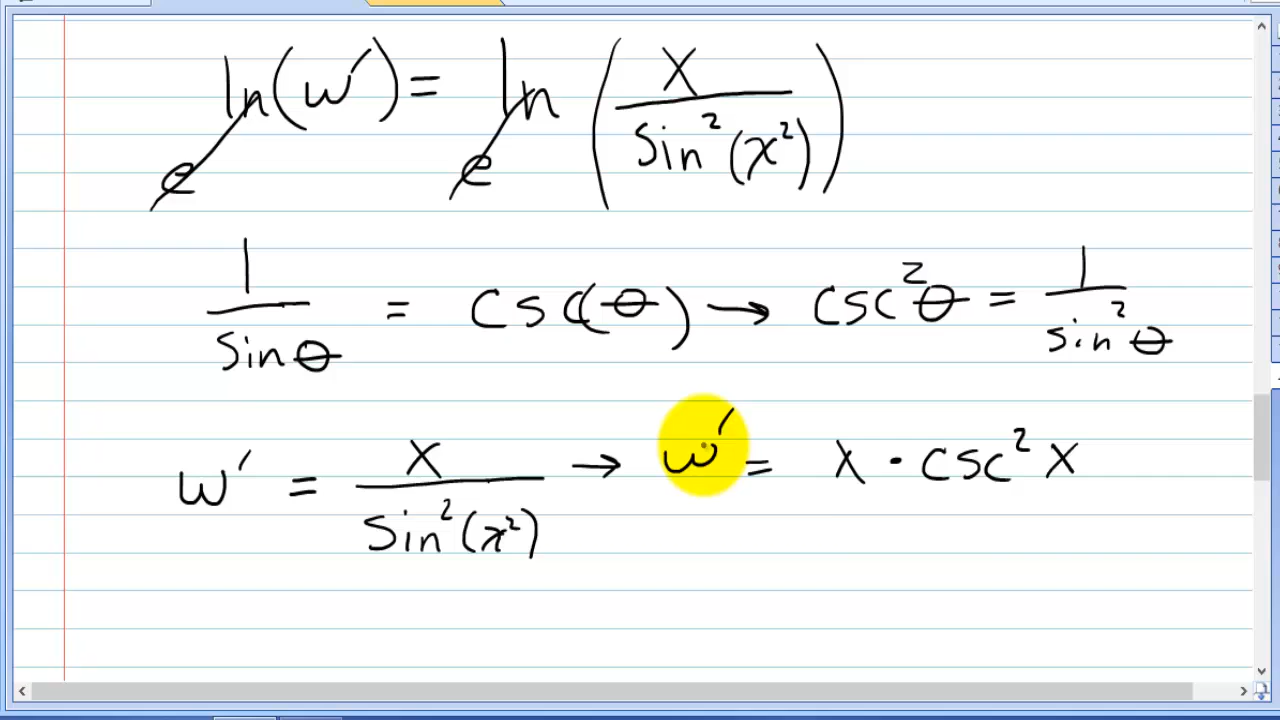 ln(w′) = ln(x/sin²(x²))
e e
1/sinθ = csc(θ) → csc²θ = 1/sin²θ
w′ = x/sin²(x²) → w′ = x · csc² x